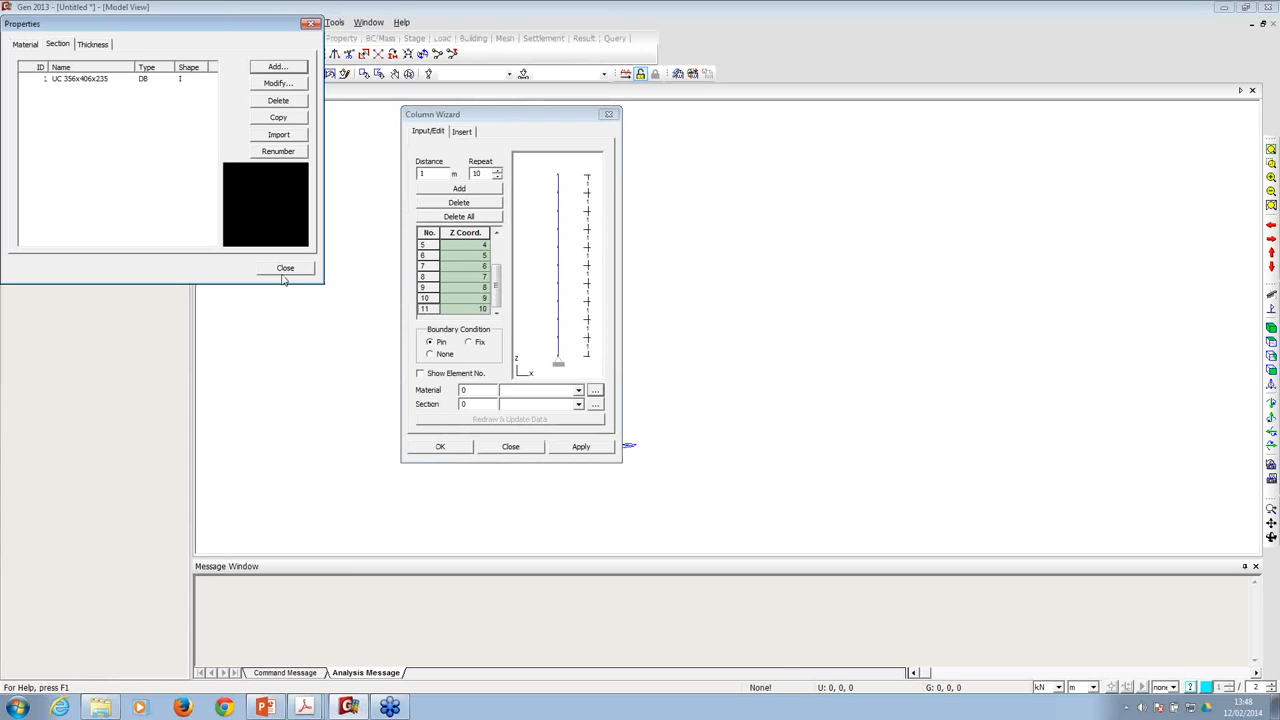 Gen 2013 - [Untitled *] - [Model View]
Properties
Tools Window Help
Property BC/Mass Stage Load Building Mesh Settlement Result Query
Material Section Thickness
ID Name Type Shape
1 UC 356x406x235 DB I
Add...
Modify...
Delete
Copy
Import
Renumber
Close
Column Wizard
Input/Edit Insert
Distance Repeat
1 m 10
Add
Delete
Delete All
No. Z Coord.
5 4
6 5
7 6
8 7
9 8
10 9
11 10
Boundary Condition
Pin Fix
None
Show Element No.
z
x
Material 0 ...
Section 0 ...
Redraw & Update Data
OK Close Apply
Message Window
Command Message Analysis Message
For Help, press F1
None! U: 0, 0, 0 G: 0, 0, 0 kN m none 1 / 2
13:48
12/02/2014